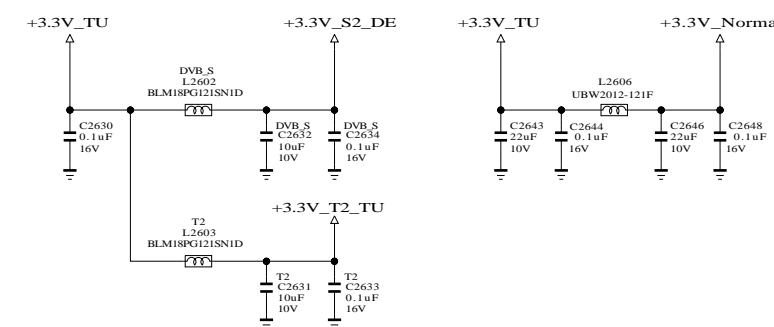 +3.3V_TU
+3.3V_S2_DE
+3.3V_TU
+3.3V_Norma
DVB_S
L2602
BLM18PG121SN1D
L2606
UBW2012-121F
C2630
0.1uF
16V
DVB_S
C2632
10uF
10V
DVB_S
C2634
0.1uF
16V
C2643
22uF
10V
C2644
0.1uF
16V
C2646
22uF
10V
C2648
0.1uF
16V
+3.3V_T2_TU
T2
L2603
BLM18PG121SN1D
T2
C2631
10uF
10V
T2
C2633
0.1uF
16V